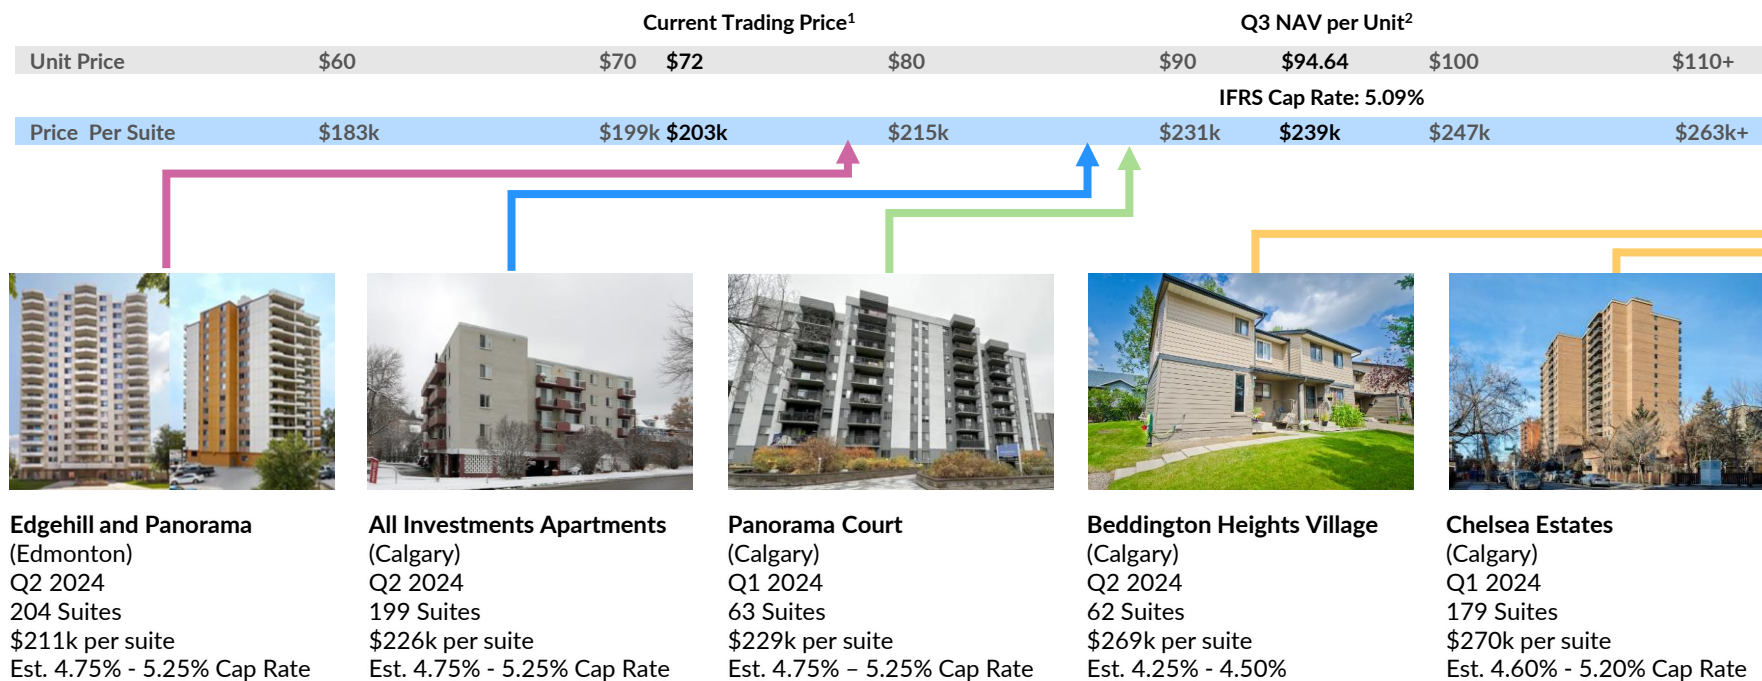 Current Trading Price¹ Q3 NAV per Unit²
Unit Price $60 $70 $72 $80 $90 $94.64 $100 $110+
IFRS Cap Rate: 5.09%
Price Per Suite $183k $199k $203k $215k $231k $239k $247k $263k+
Edgehill and Panorama
(Edmonton)
Q2 2024
204 Suites
$211k per suite
Est. 4.75% - 5.25% Cap Rate
All Investments Apartments
(Calgary)
Q2 2024
199 Suites
$226k per suite
Est. 4.75% - 5.25% Cap Rate
Panorama Court
(Calgary)
Q1 2024
63 Suites
$229k per suite
Est. 4.75% – 5.25% Cap Rate
Beddington Heights Village
(Calgary)
Q2 2024
62 Suites
$269k per suite
Est. 4.25% - 4.50%
Chelsea Estates
(Calgary)
Q1 2024
179 Suites
$270k per suite
Est. 4.60% - 5.20% Cap Rate